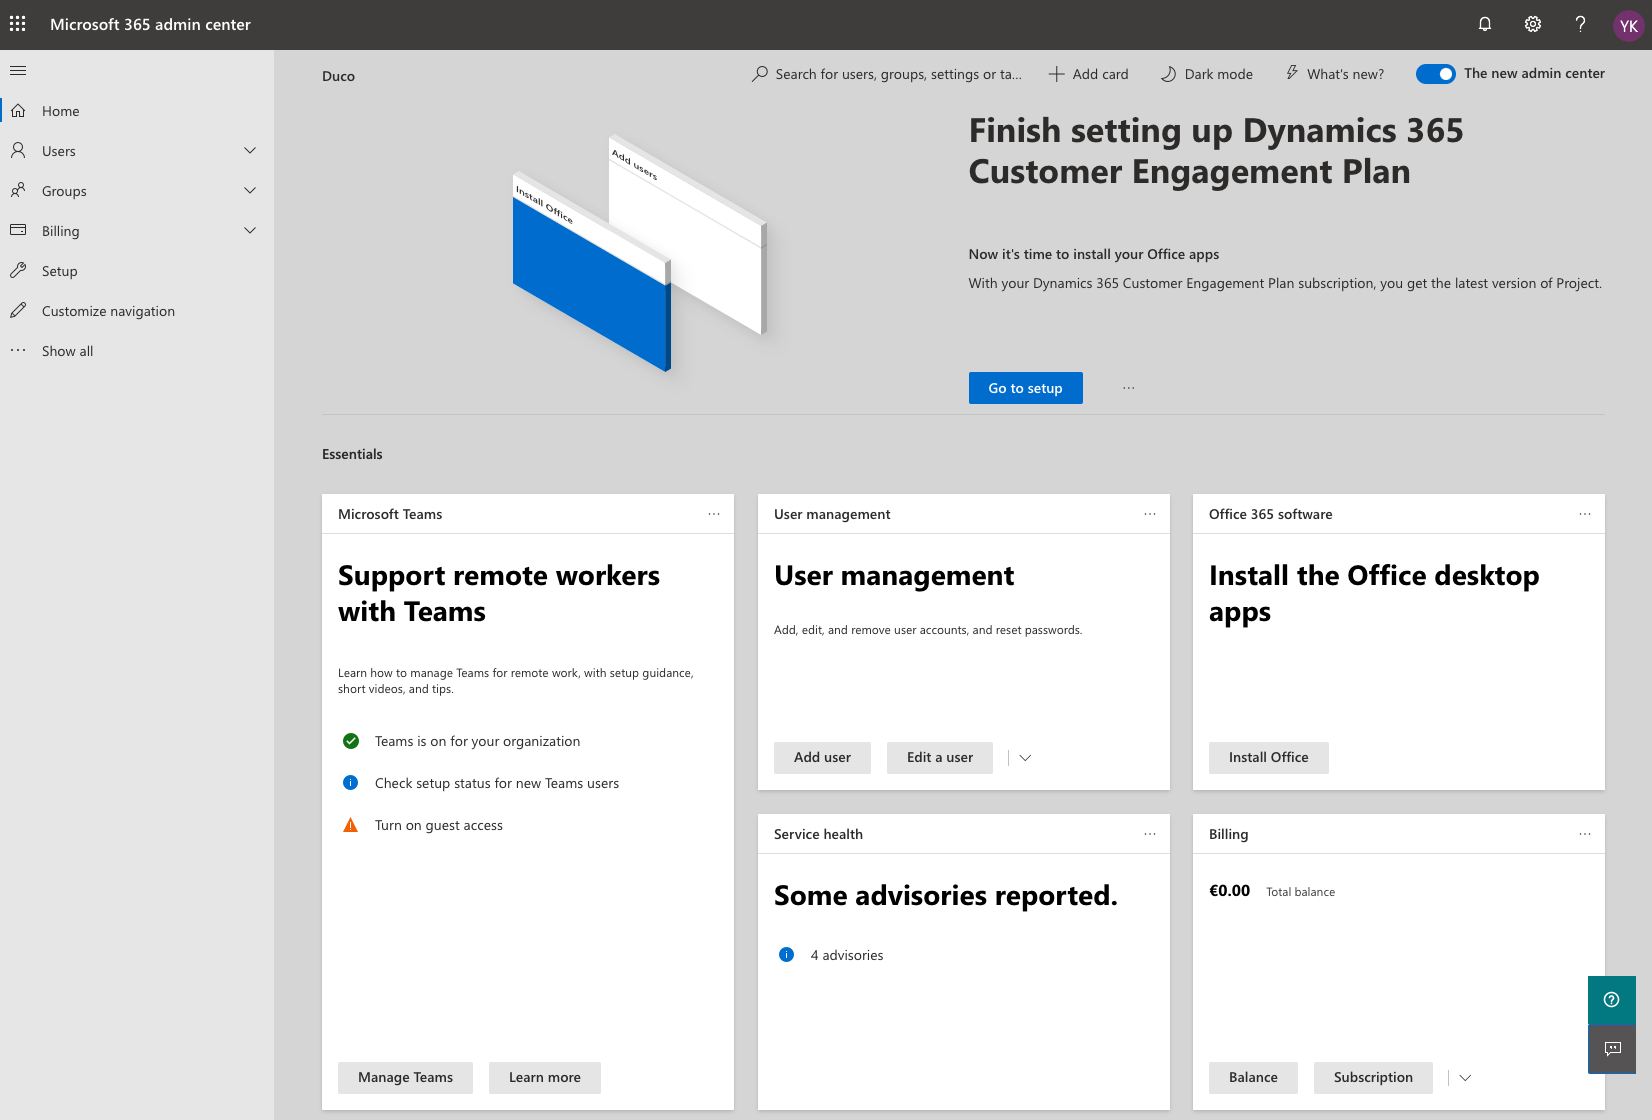 Microsoft 365 admin center
YK
Home
Users
Groups
Billing
Setup
Customize navigation
Show all
Duco
Search for users, groups, settings or ta...
Add card
Dark mode
What's new?
The new admin center
Add users
Install Office
Finish setting up Dynamics 365
Customer Engagement Plan
Now it's time to install your Office apps
With your Dynamics 365 Customer Engagement Plan subscription, you get the latest version of Project.
Go to setup
Essentials
Microsoft Teams
Support remote workers
with Teams
Learn how to manage Teams for remote work, with setup guidance,
short videos, and tips.
Teams is on for your organization
Check setup status for new Teams users
Turn on guest access
Manage Teams
Learn more
User management
User management
Add, edit, and remove user accounts, and reset passwords.
Add user
Edit a user
Office 365 software
Install the Office desktop
apps
Install Office
Service health
Some advisories reported.
4 advisories
Billing
€0.00 Total balance
Balance
Subscription